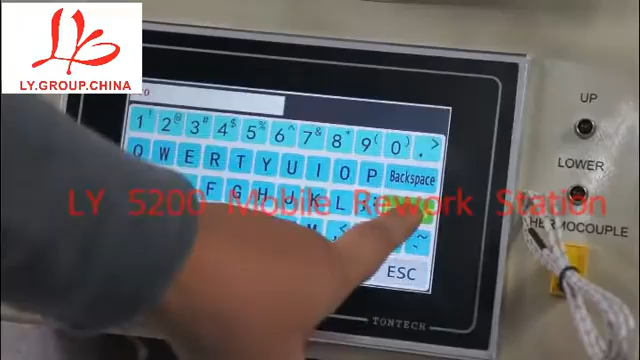 LY.GROUP.CHINA
UP
1! 2@ 3# 4$ 5% 6^ 7& 8* 9( 0) . >
Q W E R T Y U I O P Backspace
LOWER
F G H J K L ; :
LY 5200 Mobile Rework Station
THERMOCOUPLE
M , <
~
ESC
TONTECH